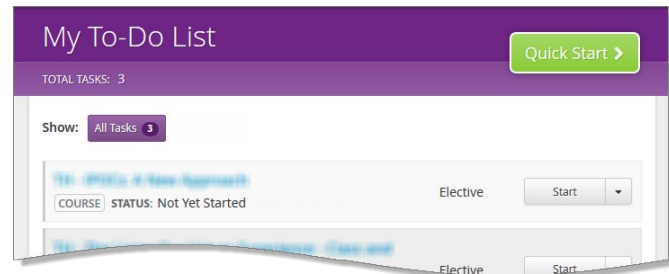 My To-Do List
Quick Start
TOTAL TASKS: 3
Show: All Tasks 3
COURSE STATUS: Not Yet Started
Elective
Start
Elective
Start